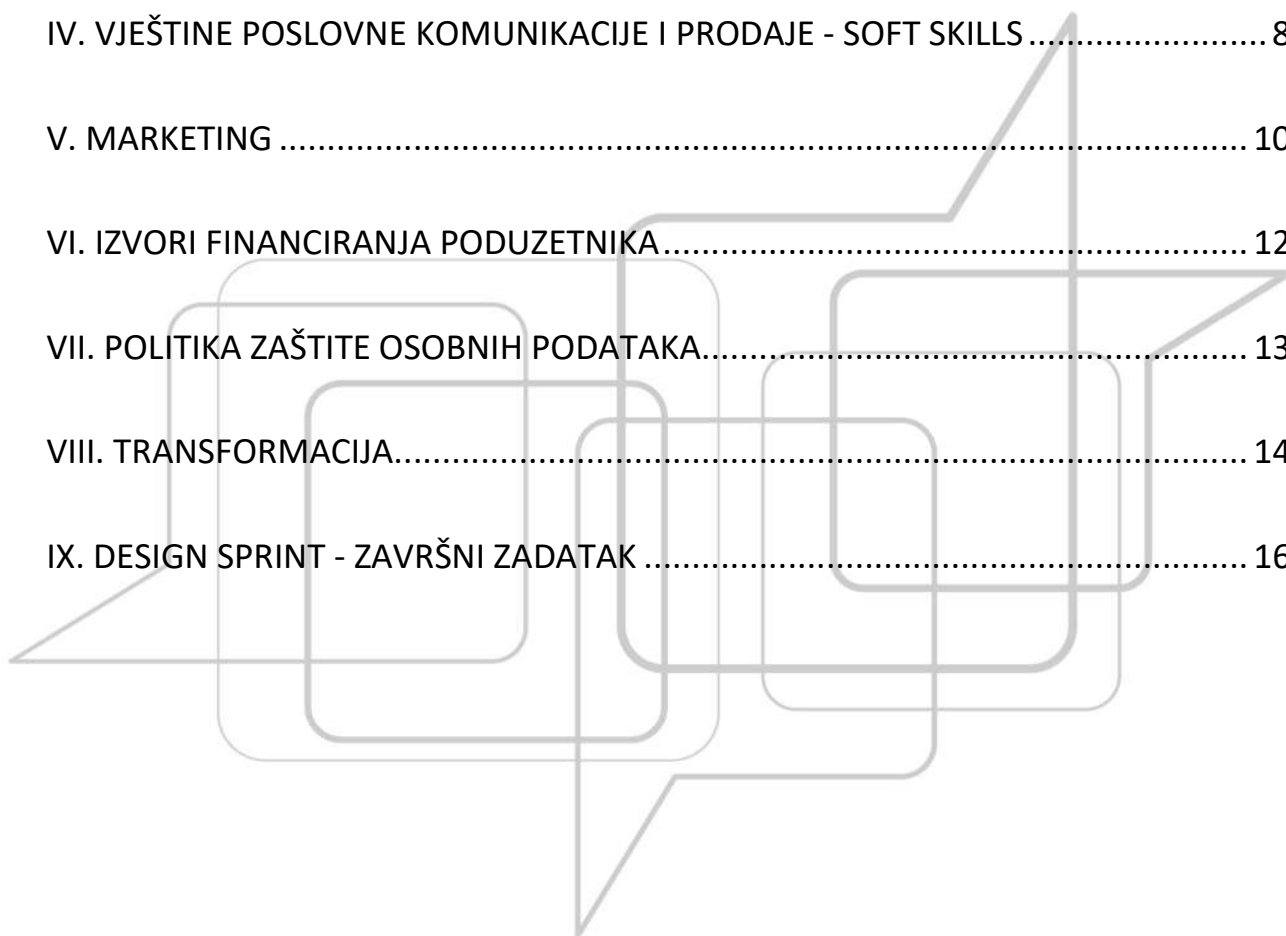 IV. VJEŠTINE POSLOVNE KOMUNIKACIJE I PRODAJE - SOFT SKILLS ........................ 8
V. MARKETING ................................................................................................ 10
VI. IZVORI FINANCIRANJA PODUZETNIKA ........................................................ 12
VII. POLITIKA ZAŠTITE OSOBNIH PODATAKA ..................................................... 13
VIII. TRANSFORMACIJA ..................................................................................... 14
IX. DESIGN SPRINT - ZAVRŠNI ZADATAK .......................................................... 16